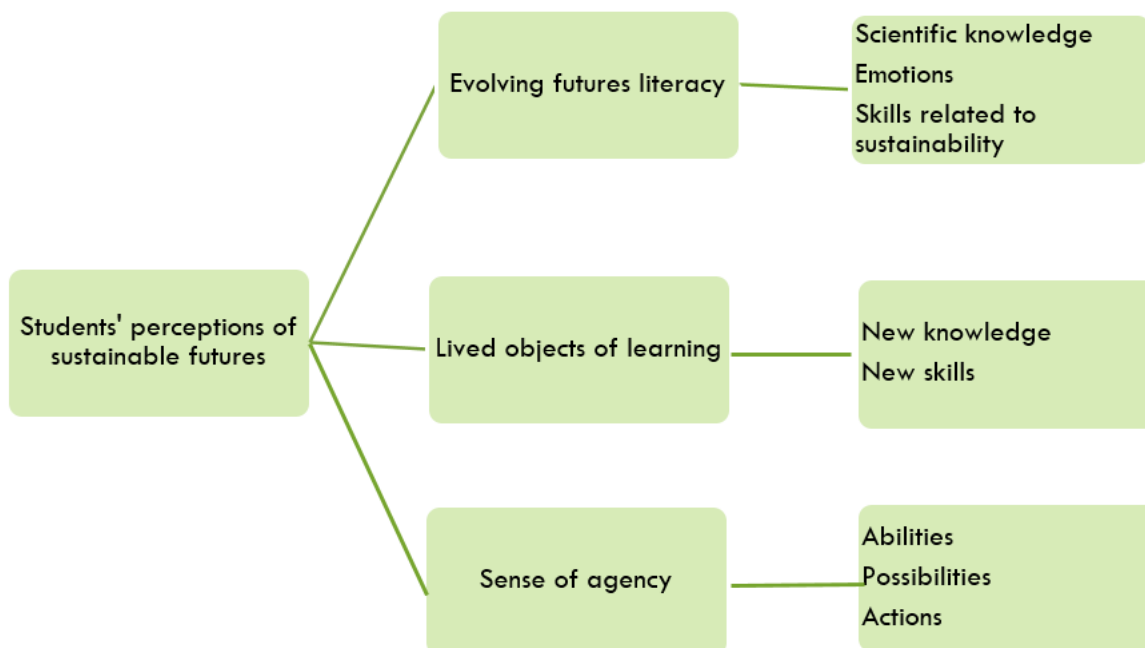 Evolving futures literacy
Scientific knowledge
Emotions
Skills related to
sustainability
Students' perceptions of
sustainable futures
Lived objects of learning
New knowledge
New skills
Sense of agency
Abilities
Possibilities
Actions